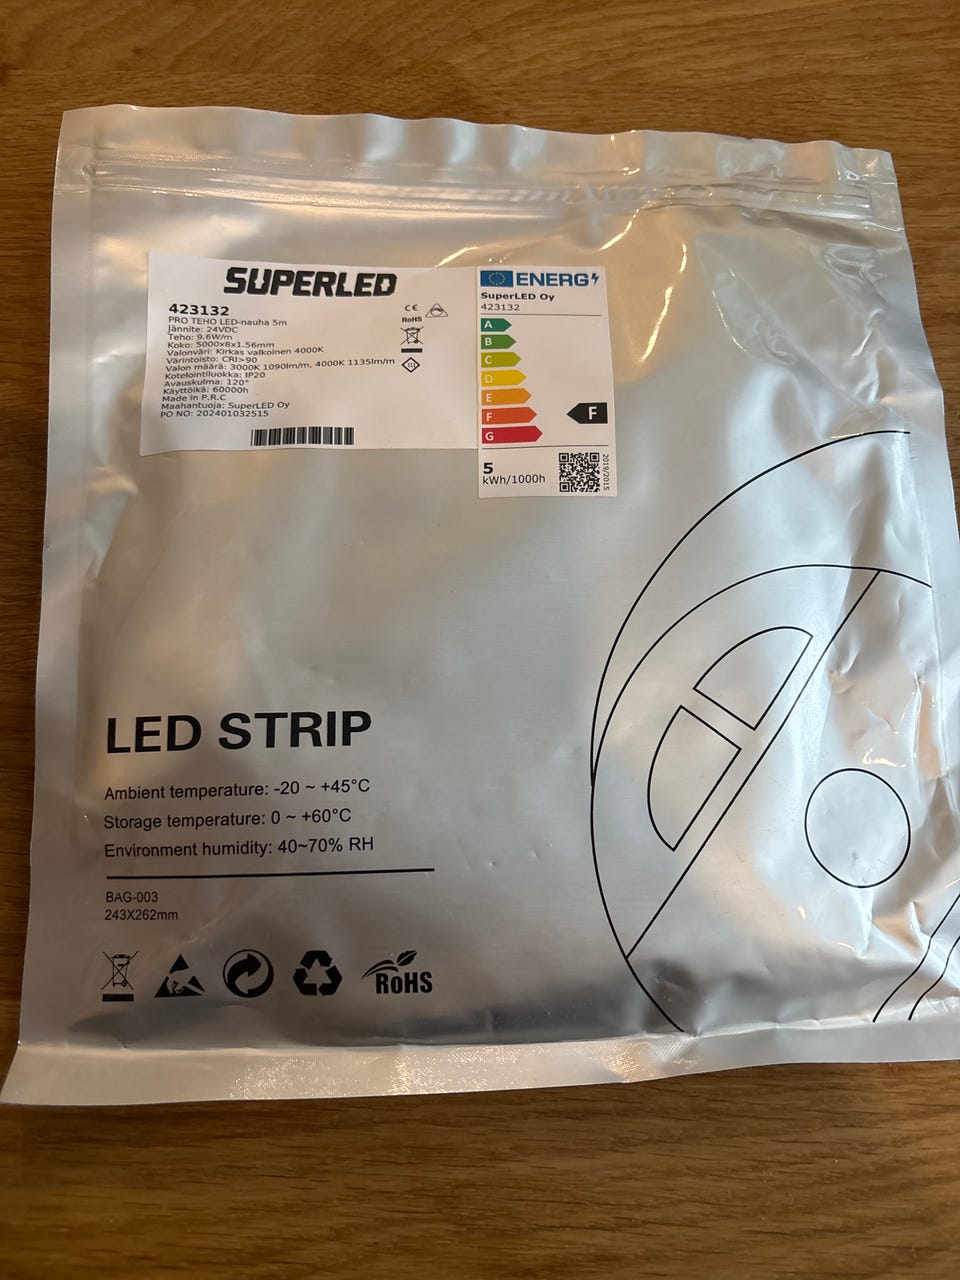 SUPERLED
423132
PRO TEHO LED-nauha 5m
Jännite: 24VDC
Teho: 9.6W/m
Koko: 5000x8x1.56mm
Valonväri: Kirkas valkoinen 4000K
Värintoisto: CRI>90
Valon määrä: 3000K 1090lm/m, 4000K 1135lm/m
Kotelointiluokka: IP20
Avauskulma: 120°
Käyttöikä: 60000h
Made in P.R.C
Maahantuoja: SuperLED Oy
PO NO: 202401032515
CE
RoHS
III
ENERG
SuperLED Oy
423132
A
B
C
D
E
F
G
F
5
kWh/1000h
2019/2015
LED STRIP
Ambient temperature: -20 ~ +45°C
Storage temperature: 0 ~ +60°C
Environment humidity: 40~70% RH
BAG-003
243X262mm
RoHS